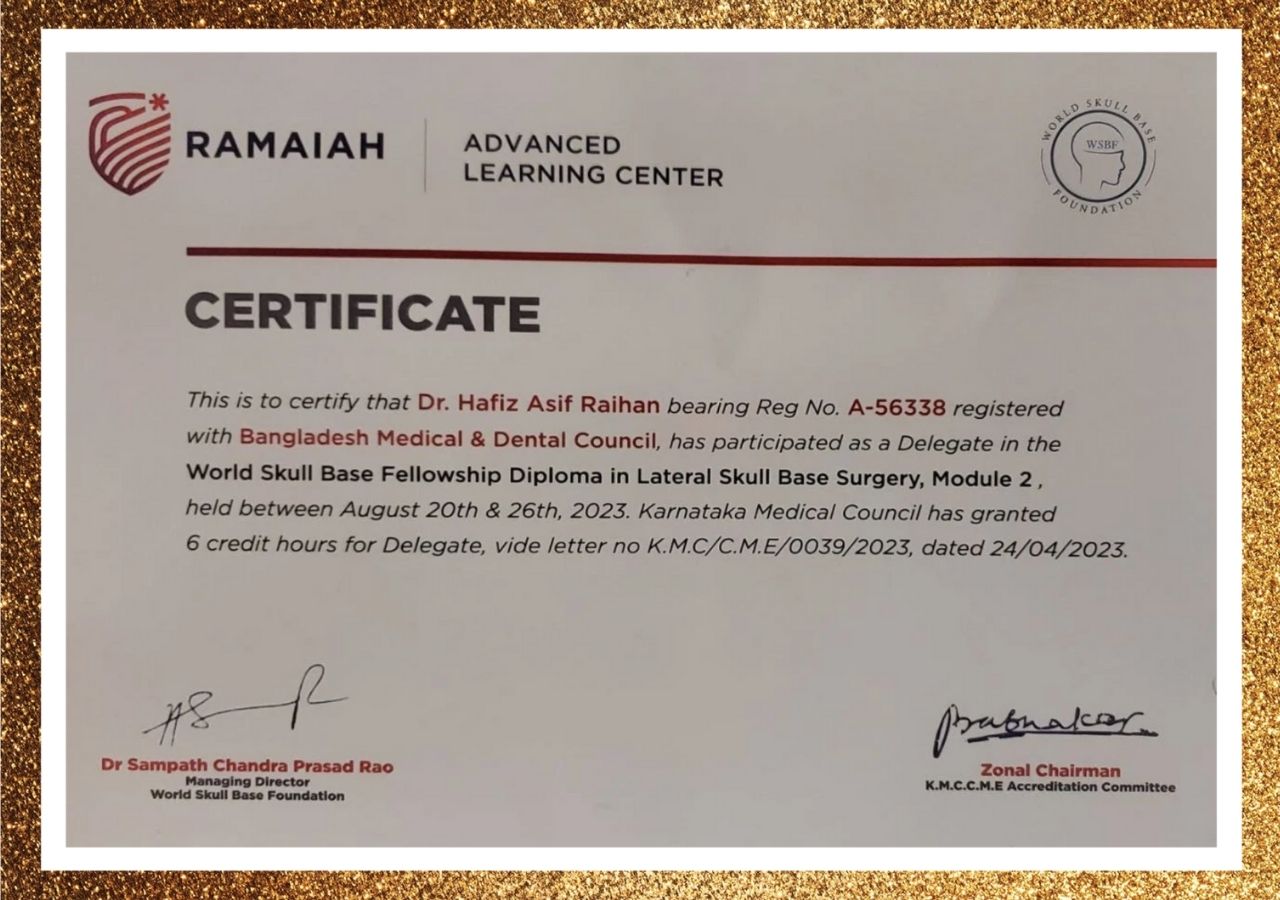 RAMAIAH
ADVANCED
LEARNING CENTER
WORLD SKULL BASE
WSBF
FOUNDATION
CERTIFICATE
This is to certify that Dr. Hafiz Asif Raihan bearing Reg No. A-56338 registered
with Bangladesh Medical & Dental Council, has participated as a Delegate in the
World Skull Base Fellowship Diploma in Lateral Skull Base Surgery, Module 2 ,
held between August 20th & 26th, 2023. Karnataka Medical Council has granted
6 credit hours for Delegate, vide letter no K.M.C/C.M.E/0039/2023, dated 24/04/2023.
Prabhakar
Dr Sampath Chandra Prasad Rao
Managing Director
World Skull Base Foundation
Zonal Chairman
K.M.C.C.M.E Accreditation Committee